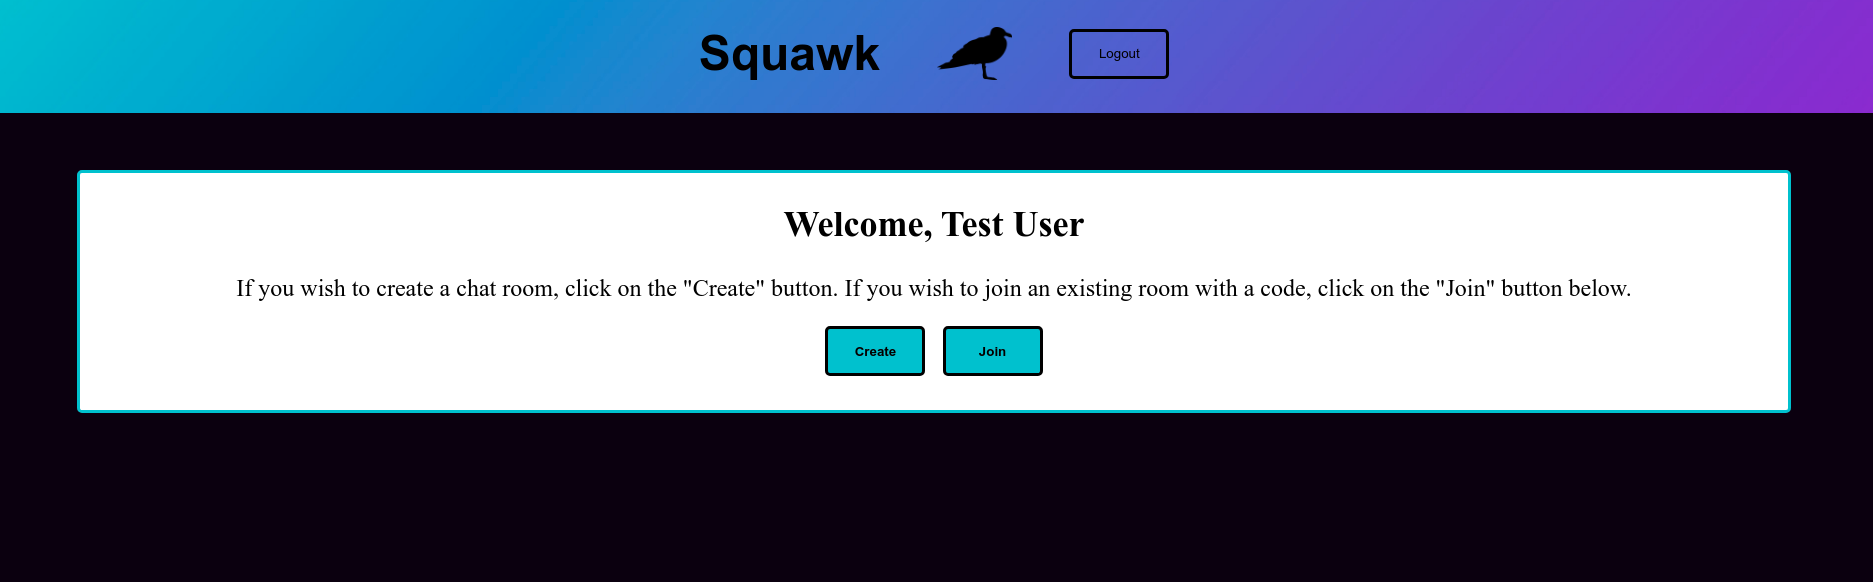 Squawk
Logout
Welcome, Test User
If you wish to create a chat room, click on the "Create" button. If you wish to join an existing room with a code, click on the "Join" button below.
Create
Join